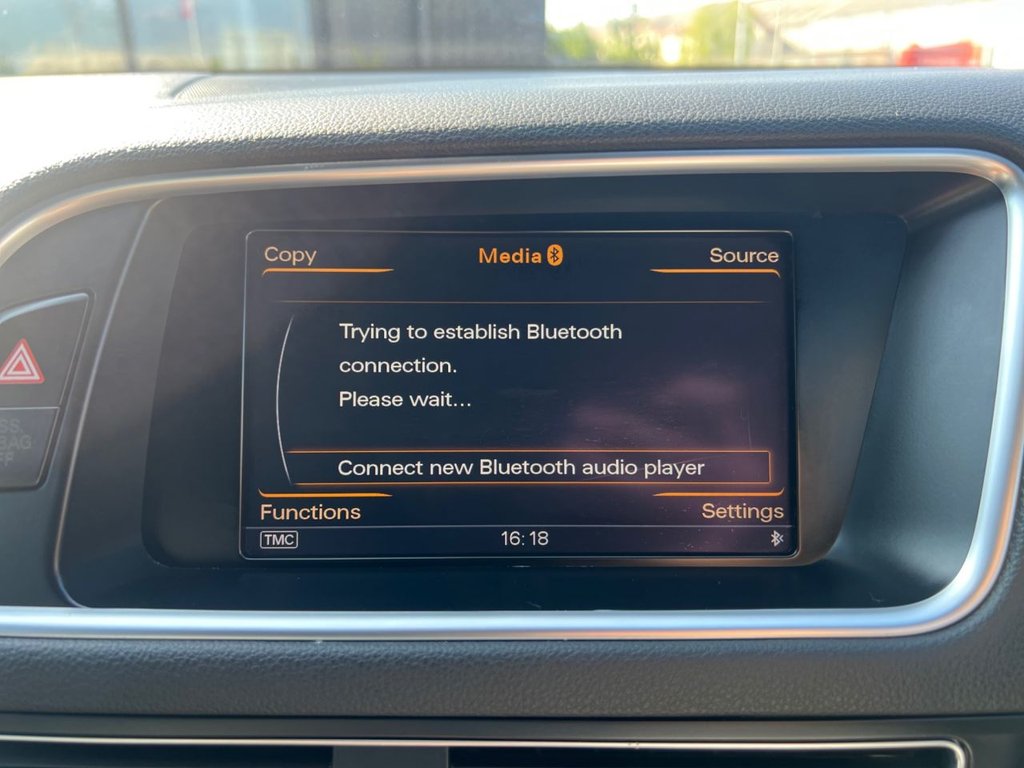 Copy
Media
Source
Trying to establish Bluetooth
connection.
Please wait...
Connect new Bluetooth audio player
Functions
Settings
TMC
16:18